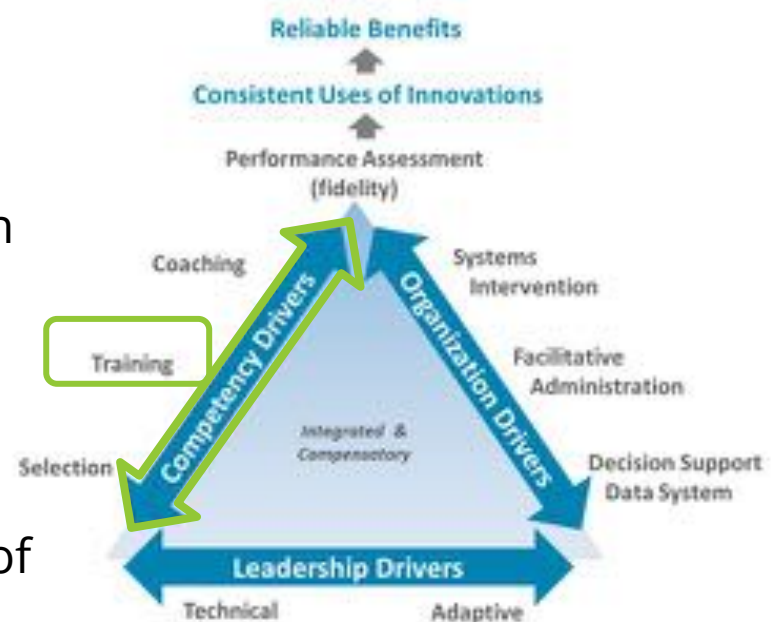 Reliable Benefits
Consistent Uses of Innovations
Performance Assessment
(fidelity)
Coaching
Training
Selection
Competency Drivers
Integrated &
Compensatory
Organization Drivers
Systems
Intervention
Facilitative
Administration
Decision Support
Data System
of
Leadership Drivers
Technical
Adaptive